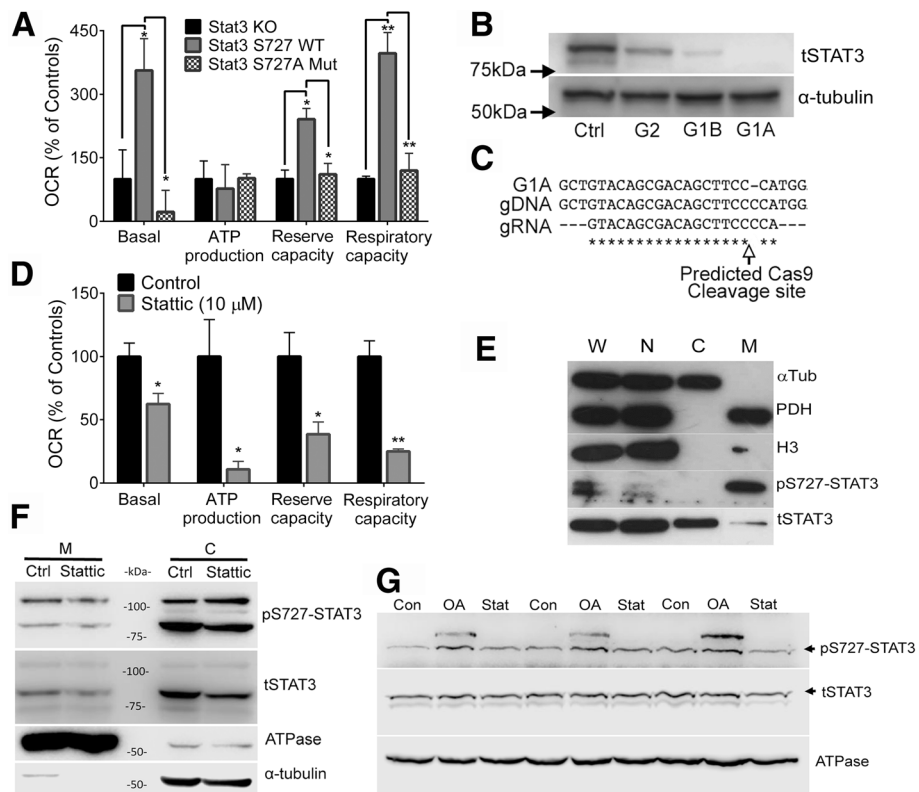 A
OCR (% of Controls)
450
300
150
0
Stat3 KO
Stat3 S727 WT
Stat3 S727A Mut
* * * * ** **
Basal
ATP production
Reserve capacity
Respiratory capacity
B
75kDa
50kDa
tSTAT3
α-tubulin
Ctrl G2 G1B G1A
C
G1A GCTGTACAGCGACAGCTTCC-CATGG.
gDNA GCTGTACAGCGACAGCTTCCCCATGG.
gRNA ---GTACAGCGACAGCTTCCCCA---
***************** **
Predicted Cas9
Cleavage site
D
OCR (% of Controls)
150
100
50
0
Control
Stattic (10 μM)
* * * **
Basal
ATP production
Reserve capacity
Respiratory capacity
E
W N C M
αTub
PDH
H3
pS727-STAT3
tSTAT3
F
M C
Ctrl Stattic -kDa- Ctrl Stattic
-100-
-75-
pS727-STAT3
-100-
-75-
tSTAT3
-50-
ATPase
-50-
α-tubulin
G
Con OA Stat Con OA Stat Con OA Stat
pS727-STAT3
tSTAT3
ATPase